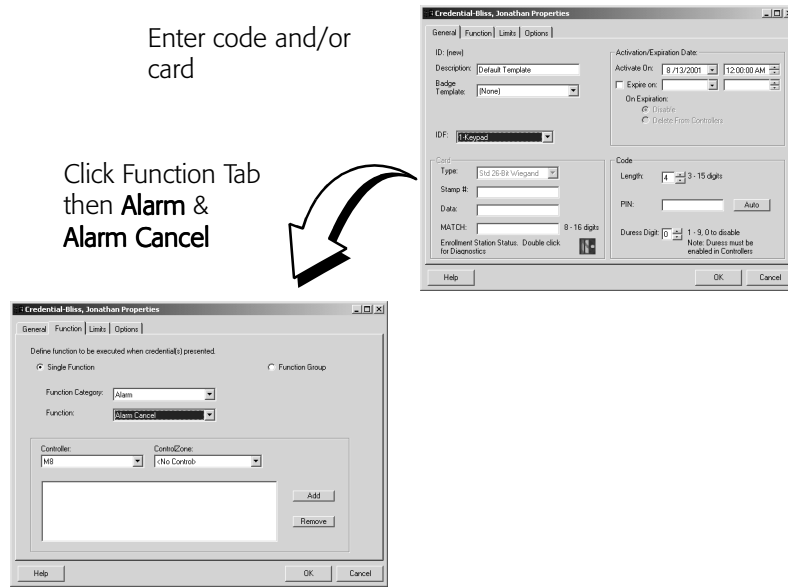 Enter code and/or
card
Click Function Tab
then Alarm &
Alarm Cancel
Credential-Bliss, Jonathan Properties
General Function Limits Options
ID: (new)
Description: Default Template
Badge
Template: (None)
IDF: 1-Keypad
Activation/Expiration Date:
Activate On: 8 /13/2001 12:00:00 AM
Expire on:
On Expiration:
Disable
Delete From Controllers
Card
Type: Std 26-Bit Wiegand
Stamp #:
Data:
MATCH: 8 - 16 digits
Enrollment Station Status. Double click
for Diagnostics
Code
Length: 4 3 - 15 digits
PIN: Auto
Duress Digit: 0 1 - 9, 0 to disable
Note: Duress must be
enabled in Controllers
Help OK Cancel
Credential-Bliss, Jonathan Properties
General Function Limits Options
Define function to be executed when credential(s) presented.
Single Function Function Group
Function Category: Alarm
Function: Alarm Cancel
Controller: ControlZone:
M8 <No Control>
Add
Remove
Help OK Cancel